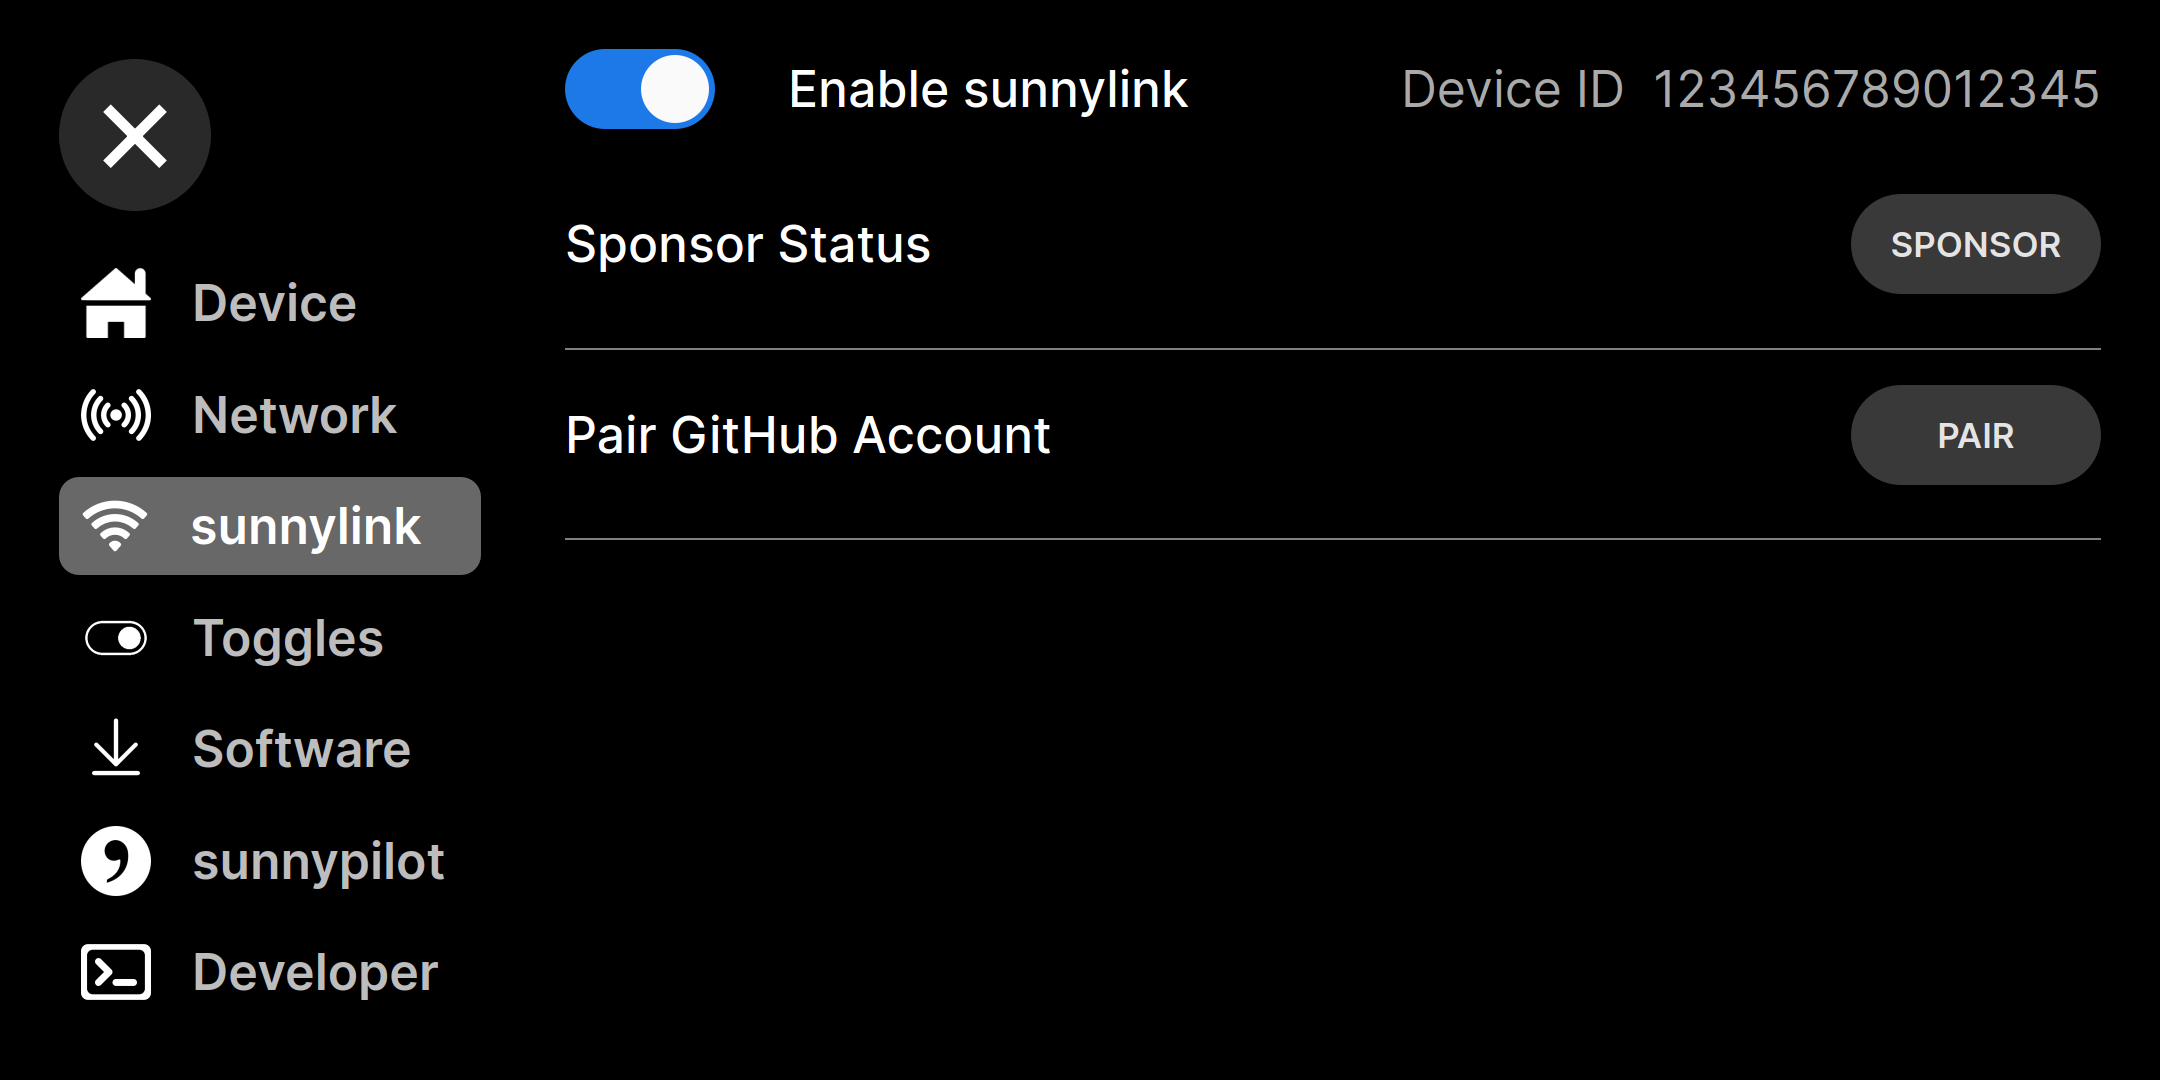 Enable sunnylink
Device ID 123456789012345
Sponsor Status
SPONSOR
Pair GitHub Account
PAIR
Device
Network
sunnylink
Toggles
Software
sunnypilot
Developer